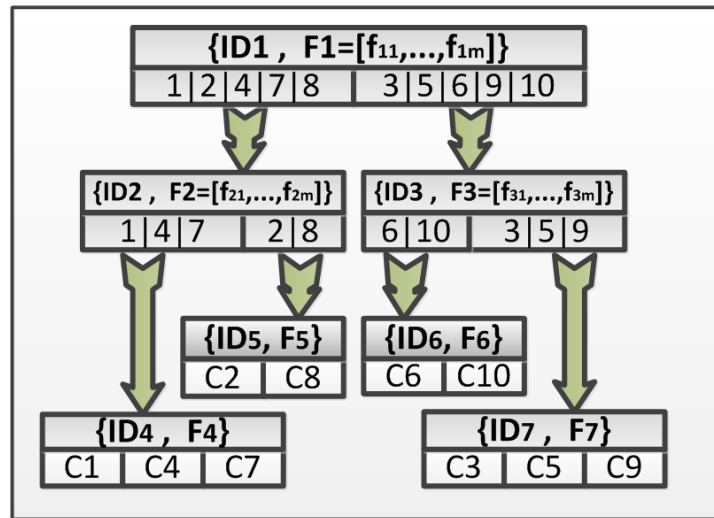 {ID1 , F1=[f11,...,f1m]}
1|2|4|7|8 3|5|6|9|10
{ID2 , F2=[f21,...,f2m]} {ID3 , F3=[f31,...,f3m]}
1|4|7 2|8 6|10 3|5|9
{ID5, F5} {ID6, F6}
C2 C8 C6 C10
{ID4 , F4} {ID7 , F7}
C1 C4 C7 C3 C5 C9